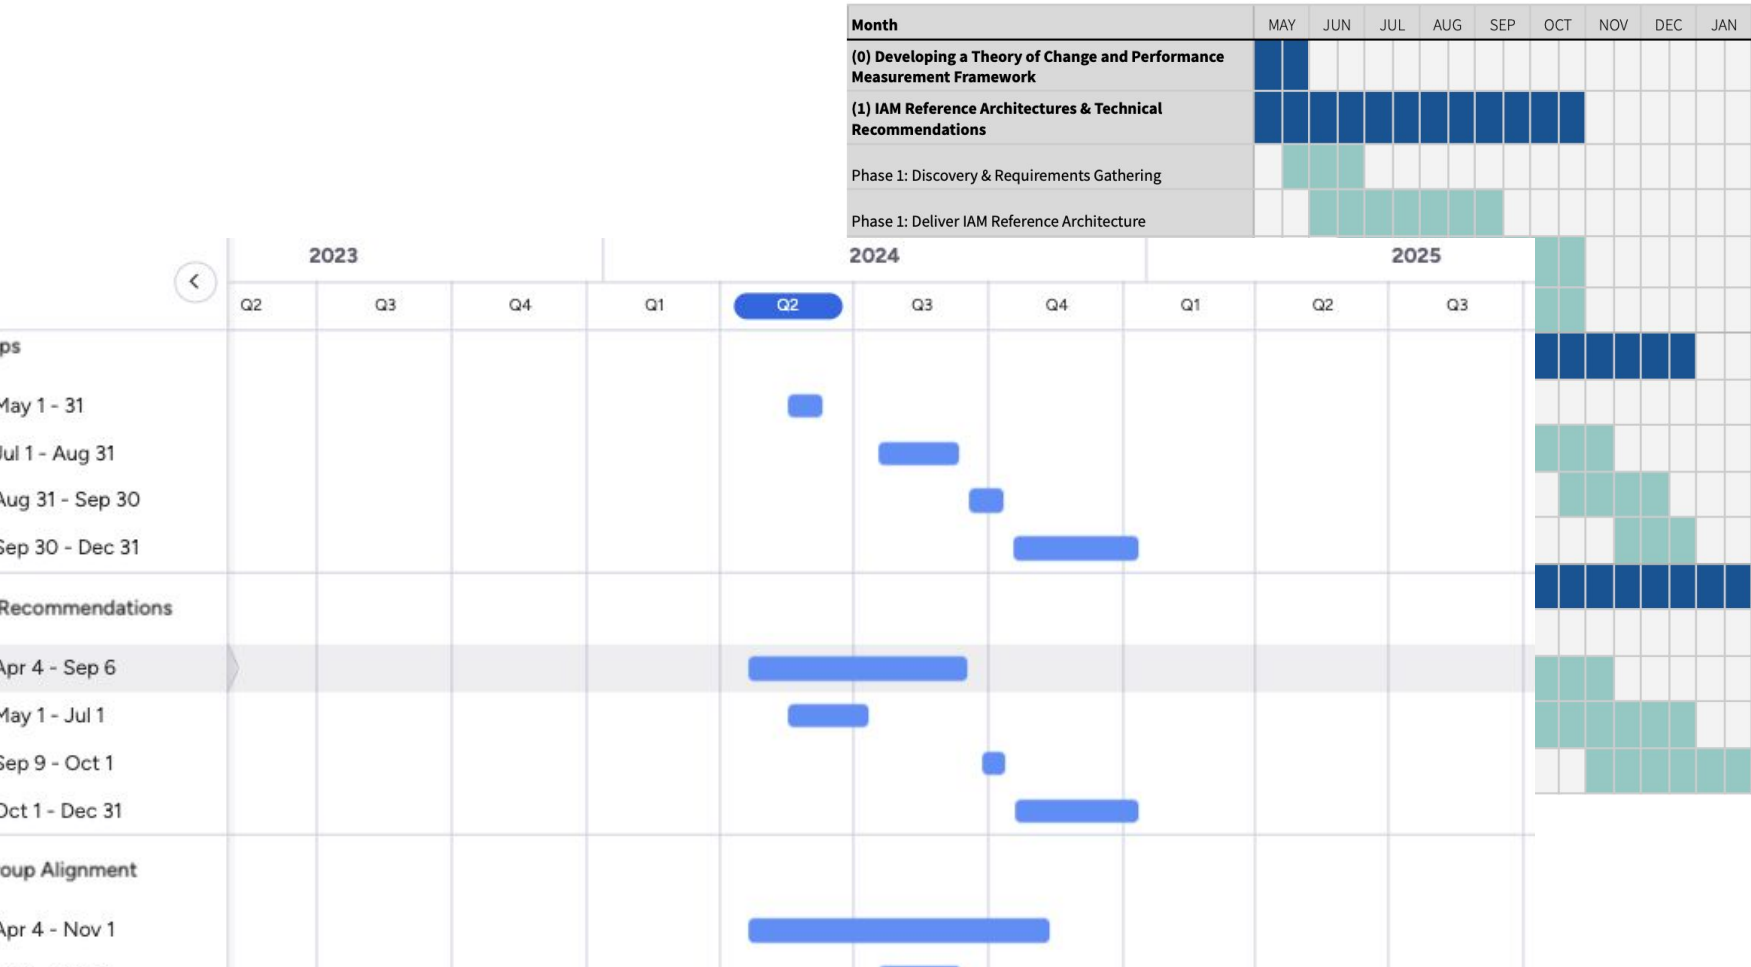 Month MAY JUN JUL AUG SEP OCT NOV DEC JAN
(0) Developing a Theory of Change and Performance
Measurement Framework
(1) IAM Reference Architectures & Technical
Recommendations
Phase 1: Discovery & Requirements Gathering
Phase 1: Deliver IAM Reference Architecture
2023 2024 2025
Q2 Q3 Q4 Q1 Q2 Q3 Q4 Q1 Q2 Q3
ps
May 1 - 31
Jul 1 - Aug 31
Aug 31 - Sep 30
Sep 30 - Dec 31
Recommendations
Apr 4 - Sep 6
May 1 - Jul 1
Sep 9 - Oct 1
Oct 1 - Dec 31
oup Alignment
Apr 4 - Nov 1